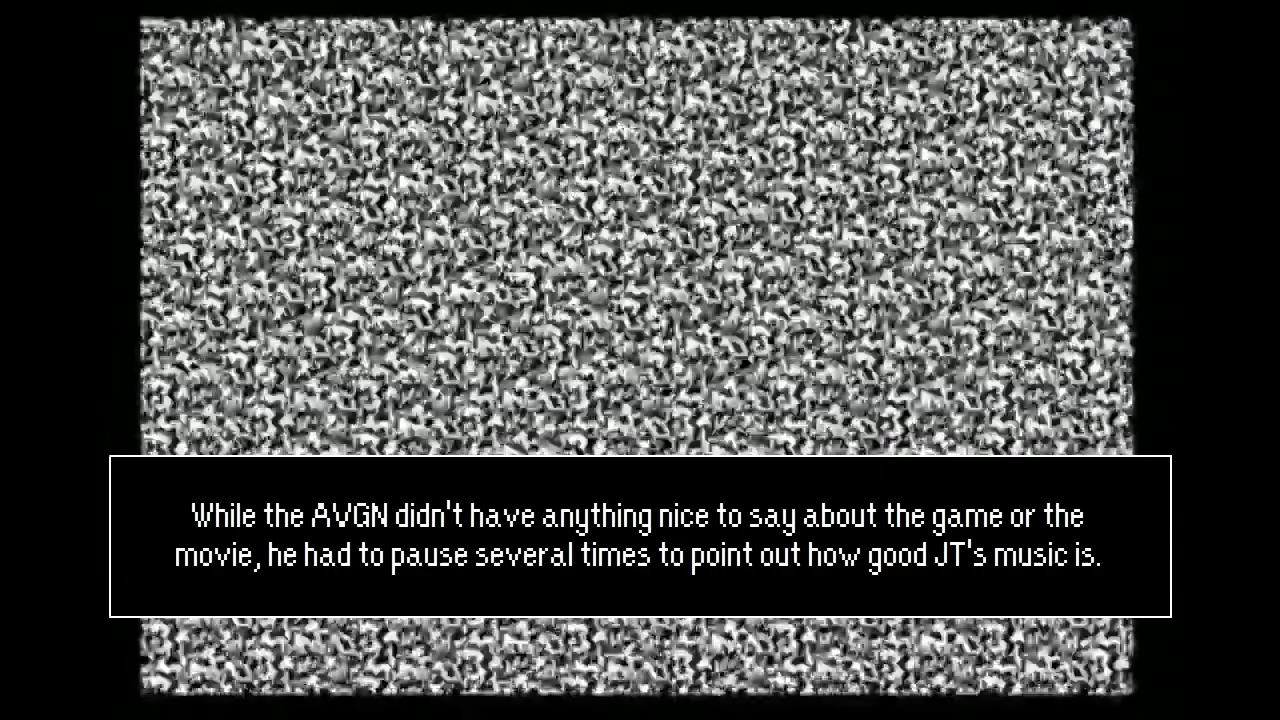 While the AVGN didn't have anything nice to say about the game or the
movie, he had to pause several times to point out how good JT's music is.